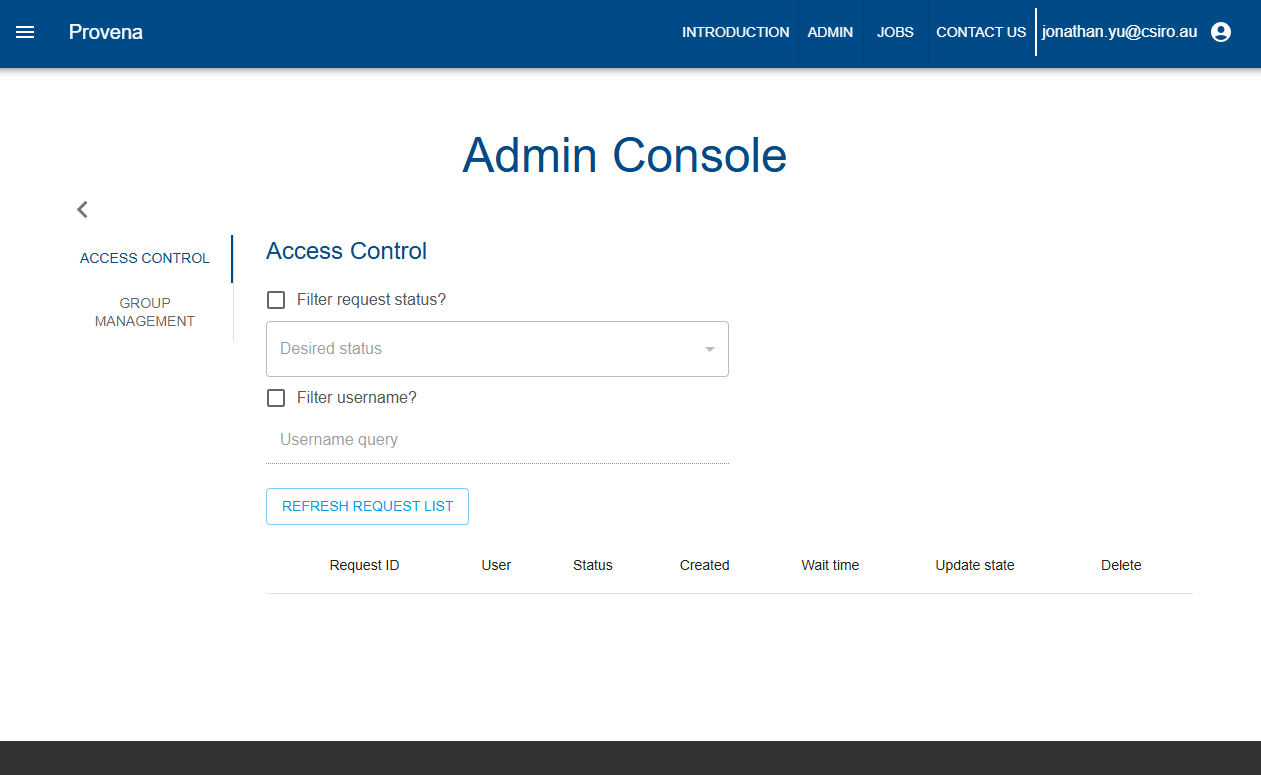 Provena
INTRODUCTION
ADMIN
JOBS
CONTACT US
jonathan.yu@csiro.au
Admin Console
ACCESS CONTROL
GROUP
MANAGEMENT
Access Control
Filter request status?
Desired status
Filter username?
Username query
REFRESH REQUEST LIST
Request ID User Status Created Wait time Update state Delete